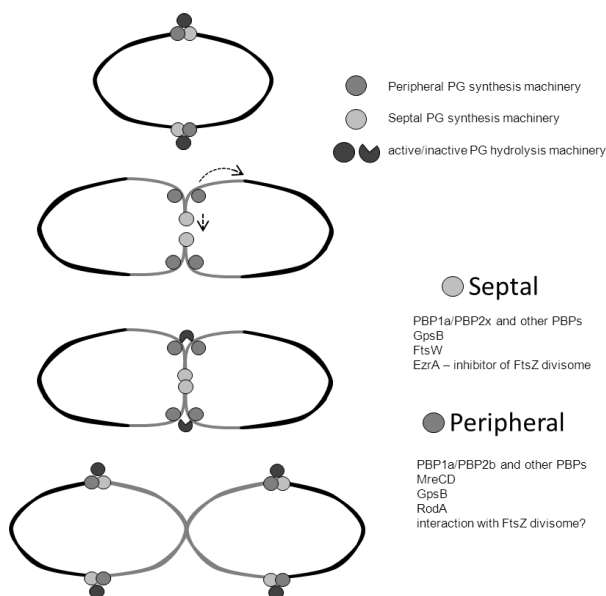 Peripheral PG synthesis machinery
Septal PG synthesis machinery
active/inactive PG hydrolysis machinery
Septal
PBP1a/PBP2x and other PBPs
GpsB
FtsW
EzrA – inhibitor of FtsZ divisome
Peripheral
PBP1a/PBP2b and other PBPs
MreCD
GpsB
RodA
interaction with FtsZ divisome?